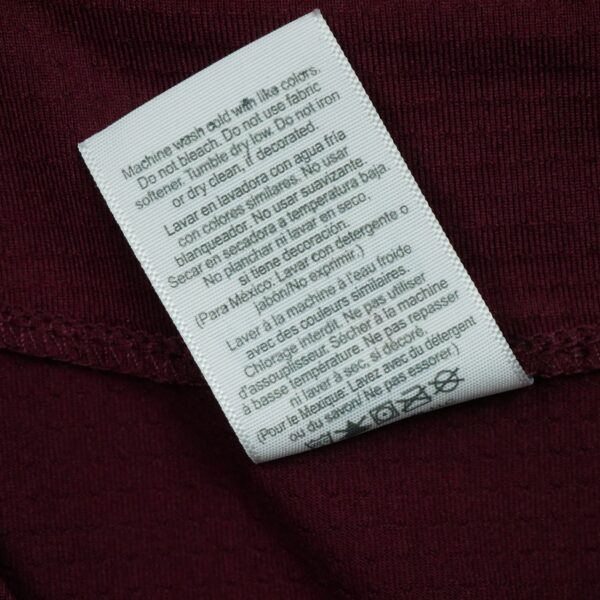 Machine wash cold with like colors.
Do not bleach. Do not use fabric
softener. Tumble dry low. Do not iron
or dry clean, if decorated.
Lavar en lavadora con agua fría
con colores similares. No usar
blanqueador. No usar suavizante.
Secar en secadora a temperatura baja.
No planchar ni lavar en seco,
si tiene decoración.
(Para México: Lavar con detergente o
jabón/No exprimir.)
Laver à la machine à l'eau froide
avec des couleurs similaires.
Chlorage interdit. Ne pas utiliser
d'assouplisseur. Sécher à la machine
à basse température. Ne pas repasser
ni laver à sec, si décoré.
(Pour le Mexique: Lavez avec du détergent
ou du savon/ Ne pas essorer.)